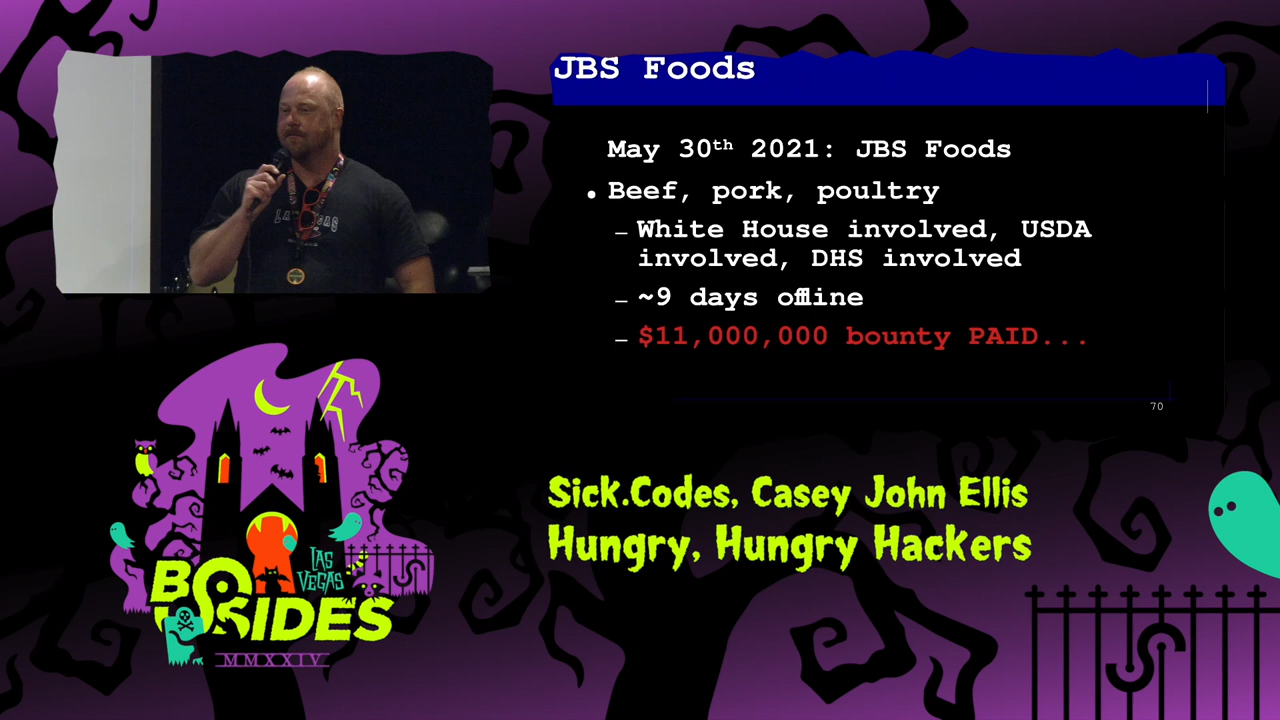 JBS Foods
May 30th 2021: JBS Foods
• Beef, pork, poultry
– White House involved, USDA
involved, DHS involved
– ~9 days offline
– $11,000,000 bounty PAID...
70
Sick.Codes, Casey John Ellis
Hungry, Hungry Hackers
LAS
VEGAS
BSIDES
MMXXIV